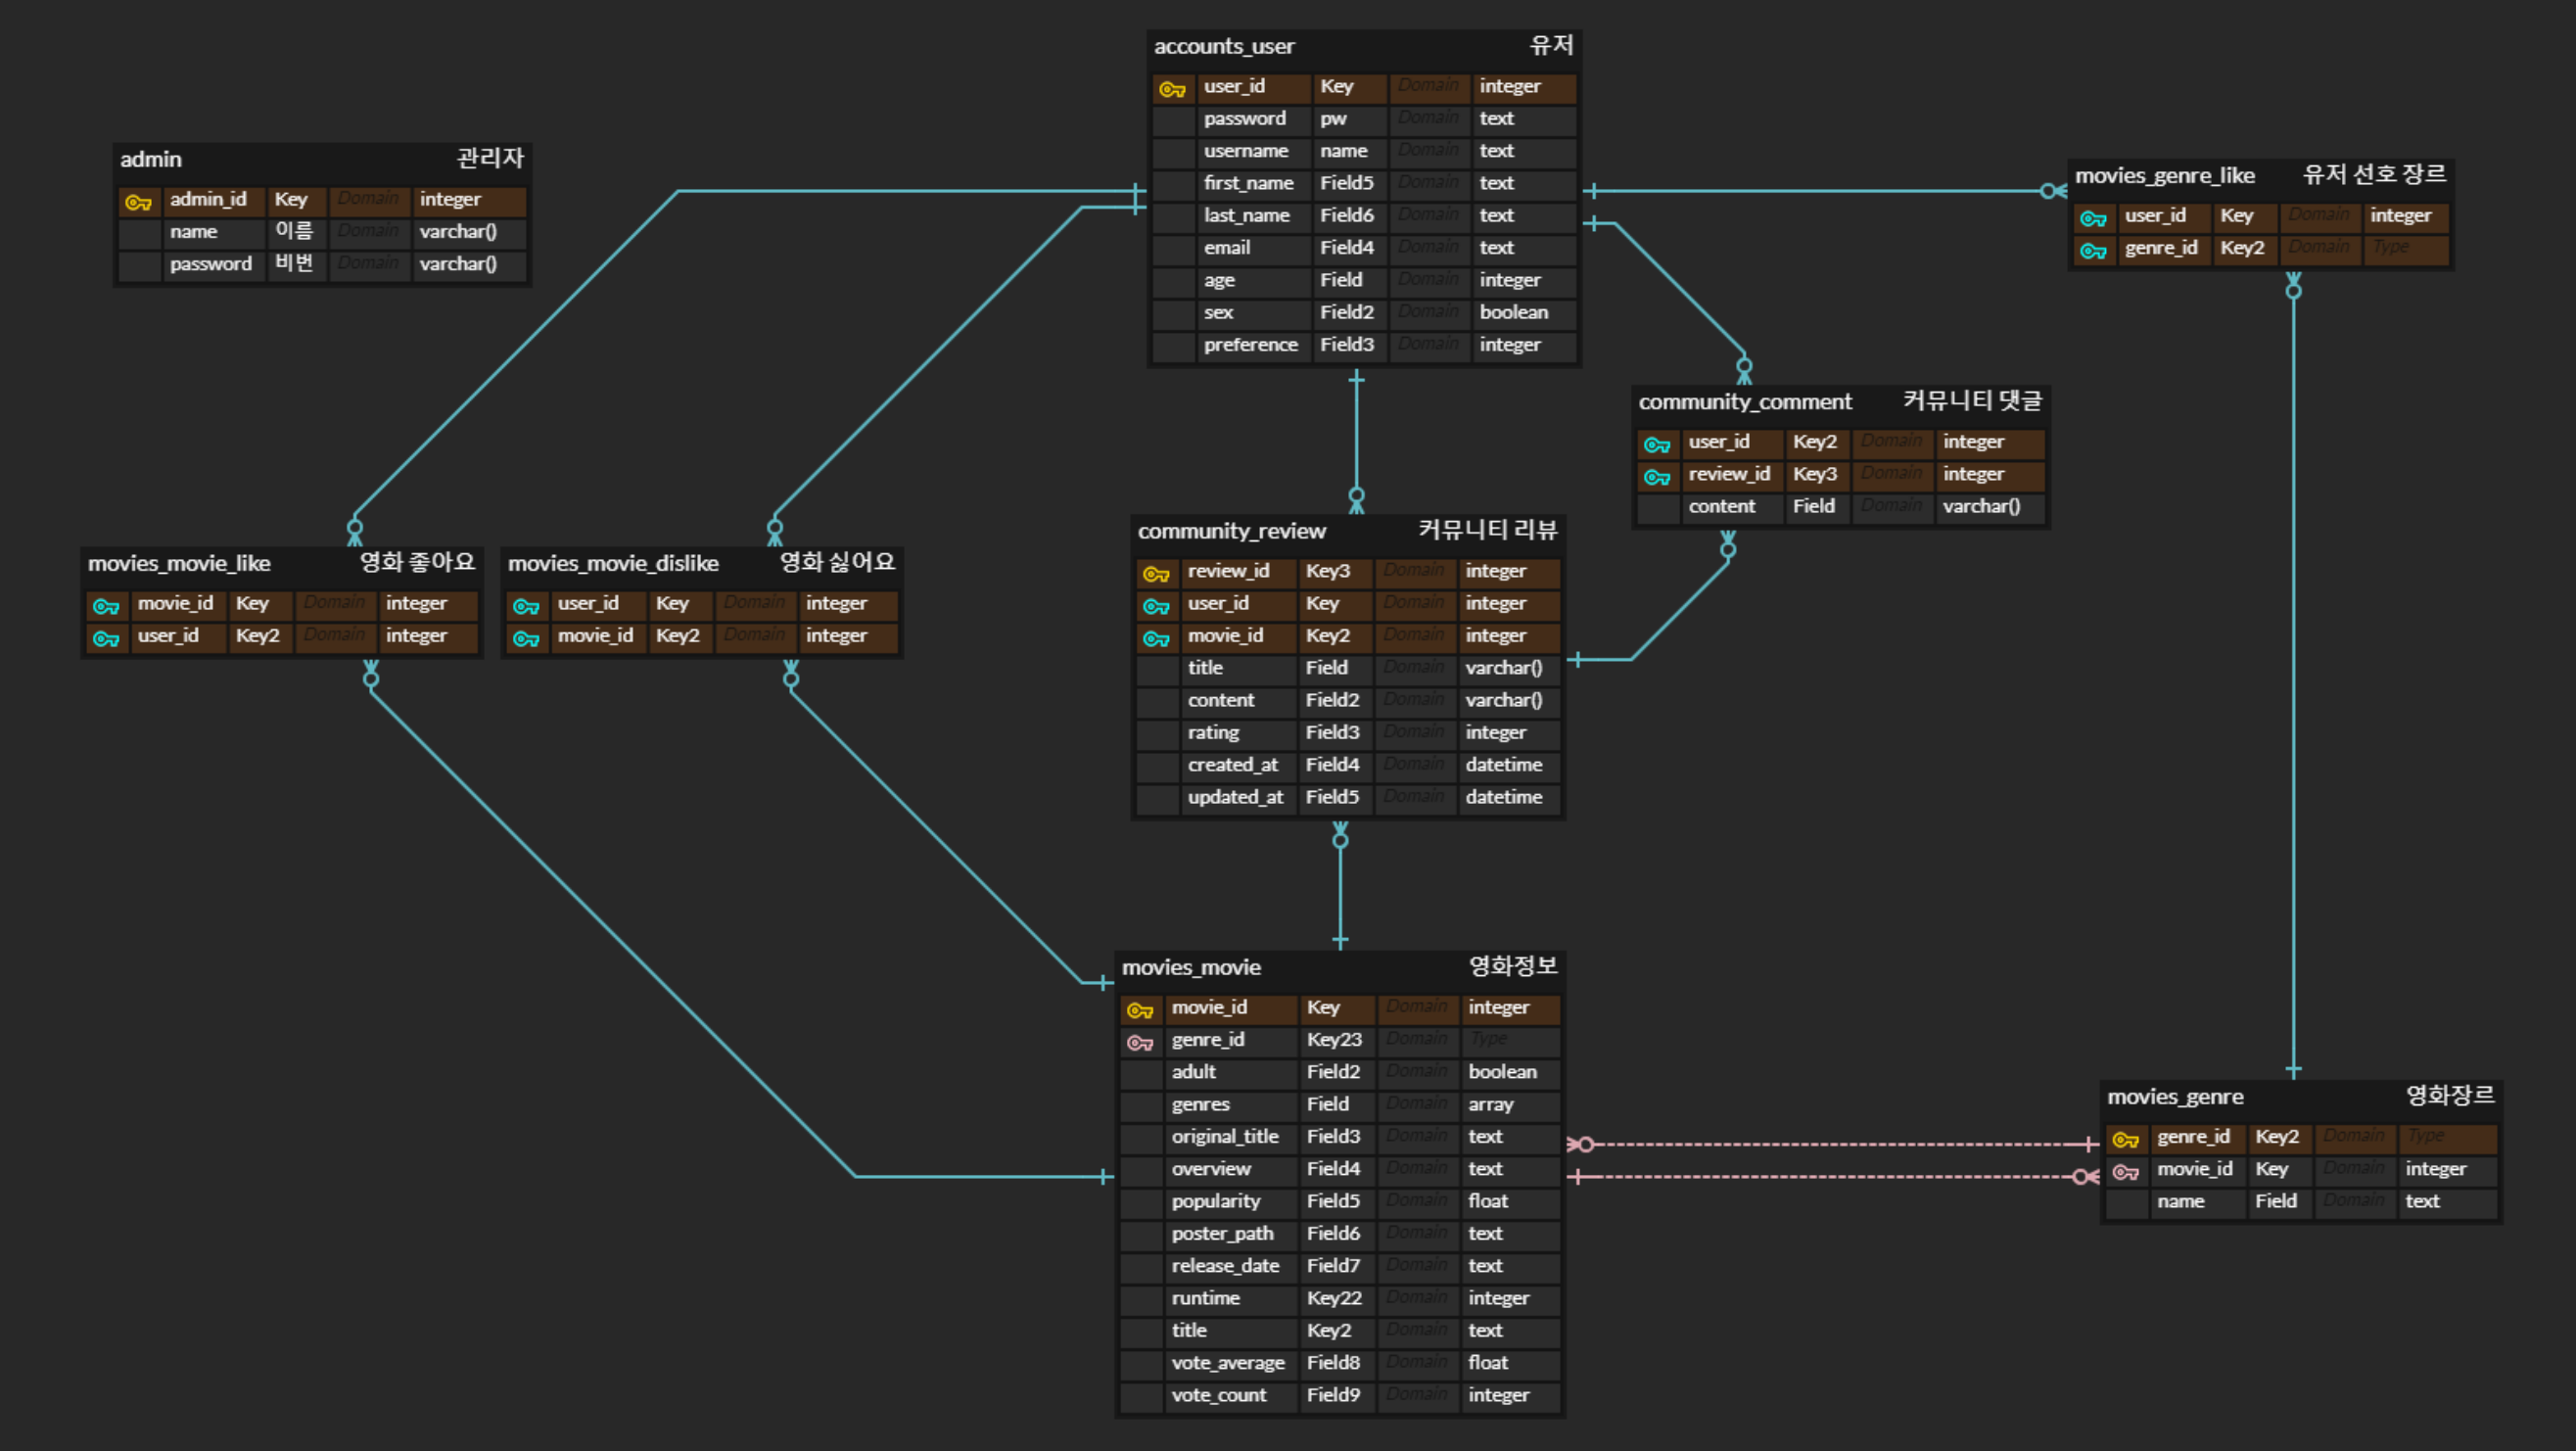 accounts_user 유저
user_id Key Domain integer
password pw Domain text
username name Domain text
first_name Field5 Domain text
last_name Field6 Domain text
email Field4 Domain text
age Field Domain integer
sex Field2 Domain boolean
preference Field3 Domain integer
admin 관리자
admin_id Key Domain integer
name 이름 Domain varchar()
password 비번 Domain varchar()
movies_genre_like 유저 선호 장르
user_id Key Domain integer
genre_id Key2 Domain Type
community_comment 커뮤니티 댓글
user_id Key2 Domain integer
review_id Key3 Domain integer
content Field Domain varchar()
movies_movie_like 영화 좋아요
movie_id Key Domain integer
user_id Key2 Domain integer
movies_movie_dislike 영화 싫어요
user_id Key Domain integer
movie_id Key2 Domain integer
community_review 커뮤니티 리뷰
review_id Key3 Domain integer
user_id Key Domain integer
movie_id Key2 Domain integer
title Field Domain varchar()
content Field2 Domain varchar()
rating Field3 Domain integer
created_at Field4 Domain datetime
updated_at Field5 Domain datetime
movies_movie 영화정보
movie_id Key Domain integer
genre_id Key23 Domain Type
adult Field2 Domain boolean
genres Field Domain array
original_title Field3 Domain text
overview Field4 Domain text
popularity Field5 Domain float
poster_path Field6 Domain text
release_date Field7 Domain text
runtime Key22 Domain integer
title Key2 Domain text
vote_average Field8 Domain float
vote_count Field9 Domain integer
movies_genre 영화장르
genre_id Key2 Domain Type
movie_id Key Domain integer
name Field Domain text